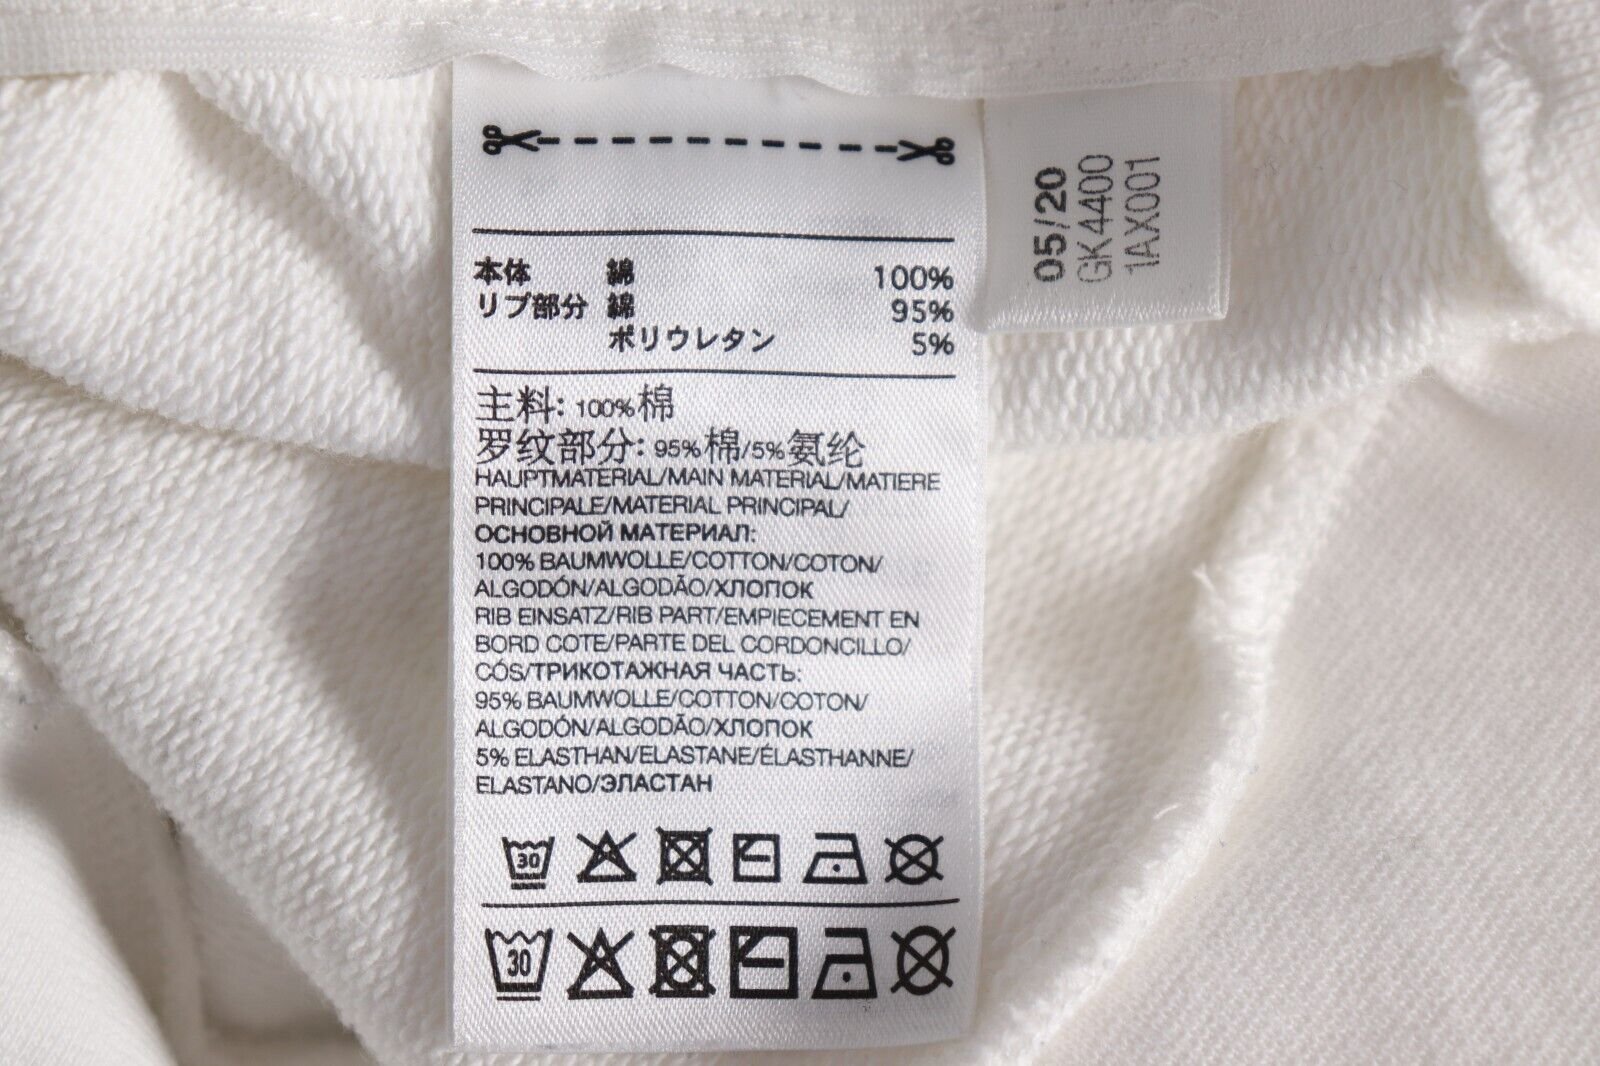 本体 綿 100%
リブ部分 綿 95%
ポリウレタン 5%
主料: 100%棉
罗纹部分: 95%棉/5%氨纶
HAUPTMATERIAL/MAIN MATERIAL/MATIERE
PRINCIPALE/MATERIAL PRINCIPAL/
ОСНОВНОЙ МАТЕРИАЛ:
100% BAUMWOLLE/COTTON/COTON/
ALGODÓN/ALGODÃO/ХЛОПОК
RIB EINSATZ/RIB PART/EMPIECEMENT EN
BORD COTE/PARTE DEL CORDONCILLO/
CÓS/ТРИКОТАЖНАЯ ЧАСТЬ:
95% BAUMWOLLE/COTTON/COTON/
ALGODÓN/ALGODÃO/ХЛОПОК
5% ELASTHAN/ELASTANE/ÉLASTHANNE/
ELASTANO/ЭЛАСТАН
30
30
05/20
GK4400
1AX001